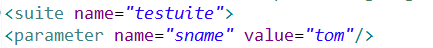 <suite name="testuite">
<parameter name="sname" value="tom"/>